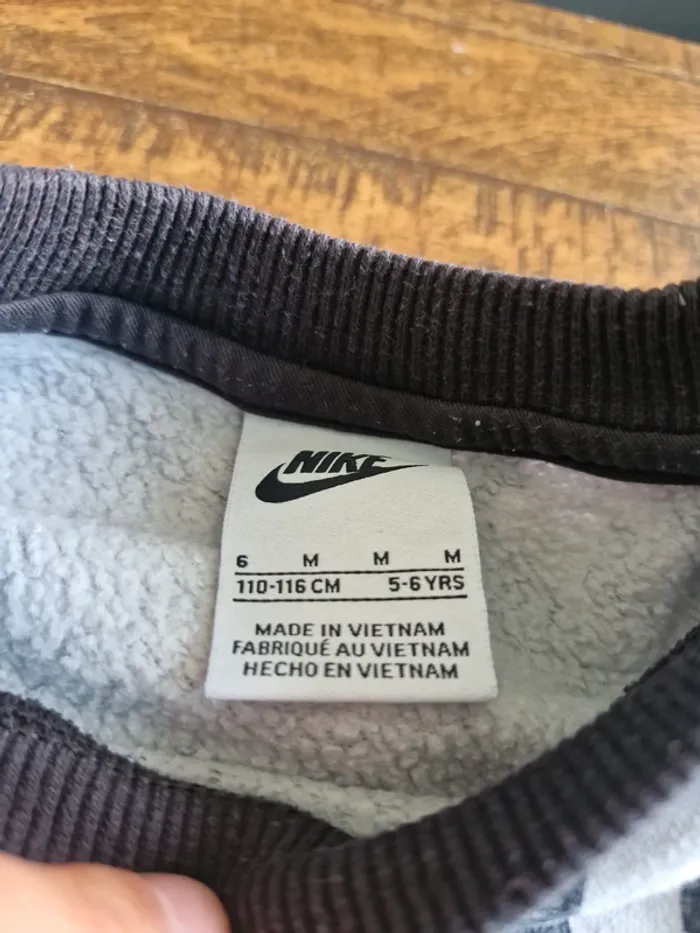 NIKE
6 M M M
110-116 CM 5-6 YRS
MADE IN VIETNAM
FABRIQUÉ AU VIETNAM
HECHO EN VIETNAM